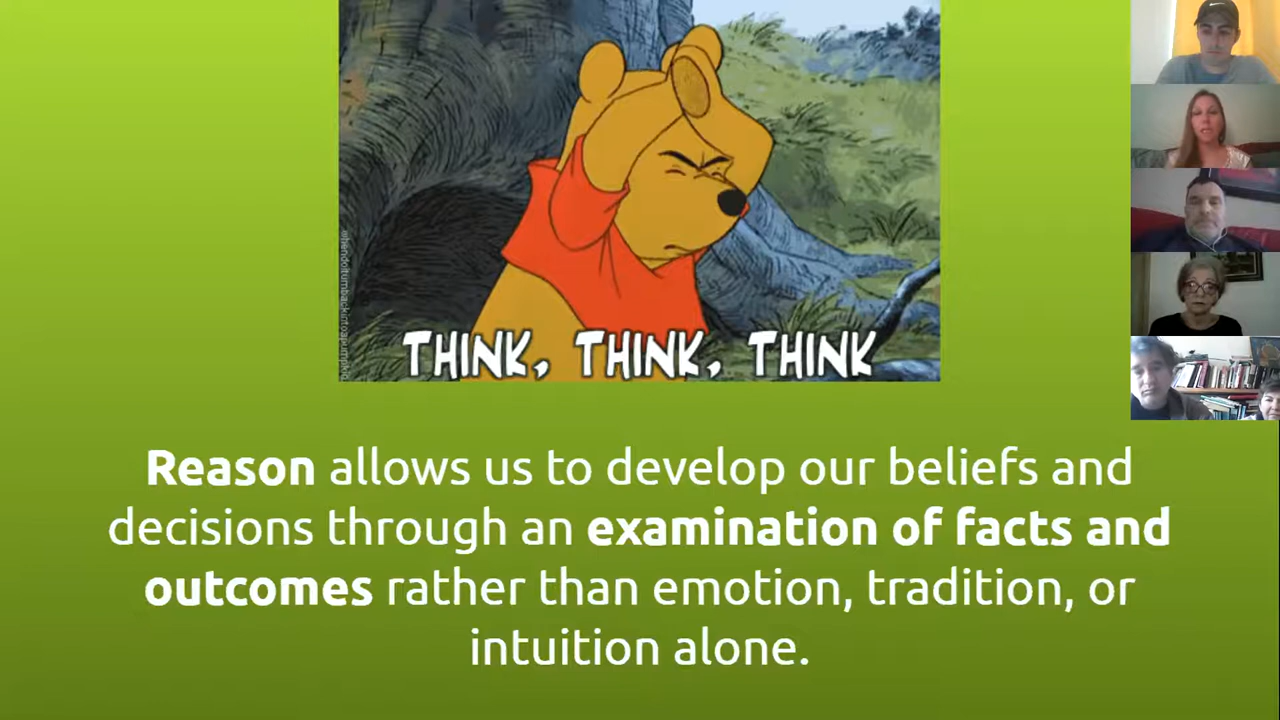 THINK, THINK, THINK
Reason allows us to develop our beliefs and
decisions through an examination of facts and
outcomes rather than emotion, tradition, or
intuition alone.